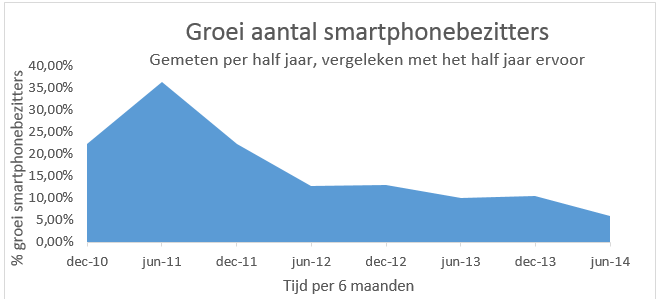 Groei aantal smartphonebezitters
Gemeten per half jaar, vergeleken met het half jaar ervoor
% groei smartphonebezitters
40,00%
35,00%
30,00%
25,00%
20,00%
15,00%
10,00%
5,00%
0,00%
dec-10 jun-11 dec-11 jun-12 dec-12 jun-13 dec-13 jun-14
Tijd per 6 maanden